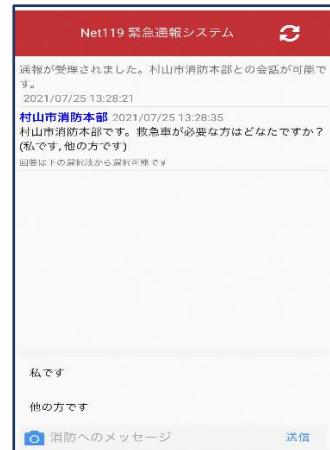 Net119 緊急通報システム
通報が受理されました。村山市消防本部との会話が可能で
す。
2021/07/25 13:28:21
村山市消防本部 2021/07/25 13:28:35
村山市消防本部です。救急車が必要な方はどなたですか？
(私です,他の方です)
回答は下の選択肢から選択可能です
私です
他の方です
消防へのメッセージ
送信